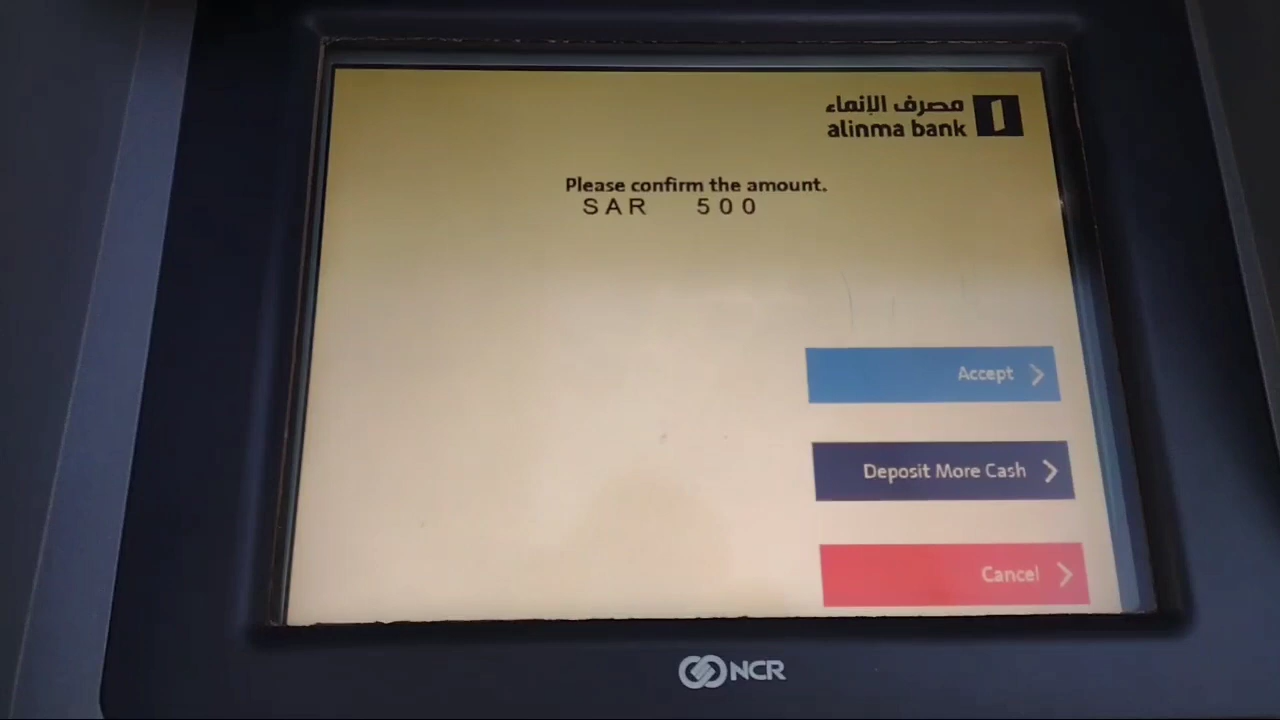 مصرف الإنماء
alinma bank
Please confirm the amount.
SAR 500
Accept
Deposit More Cash
Cancel
NCR